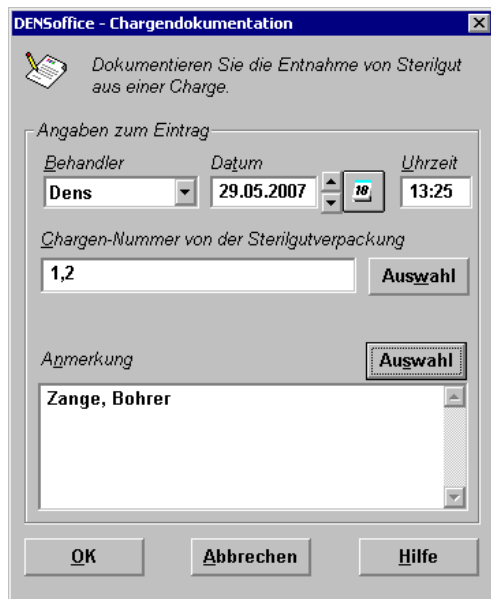 DENSoffice - Chargendokumentation
Dokumentieren Sie die Entnahme von Sterilgut
aus einer Charge.
Angaben zum Eintrag
Behandler Datum Uhrzeit
Dens 29.05.2007 18 13:25
Chargen-Nummer von der Sterilgutverpackung
1,2 Auswahl
Anmerkung Auswahl
Zange, Bohrer
OK Abbrechen Hilfe